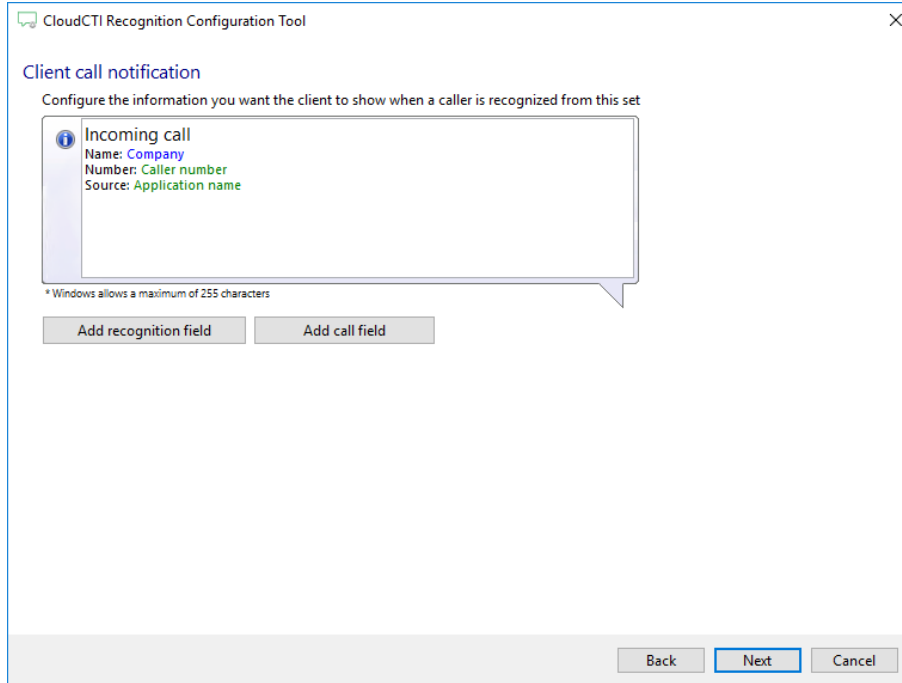 CloudCTI Recognition Configuration Tool
Client call notification
Configure the information you want the client to show when a caller is recognized from this set
Incoming call
Name: Company
Number: Caller number
Source: Application name
* Windows allows a maximum of 255 characters
Add recognition field
Add call field
Back
Next
Cancel